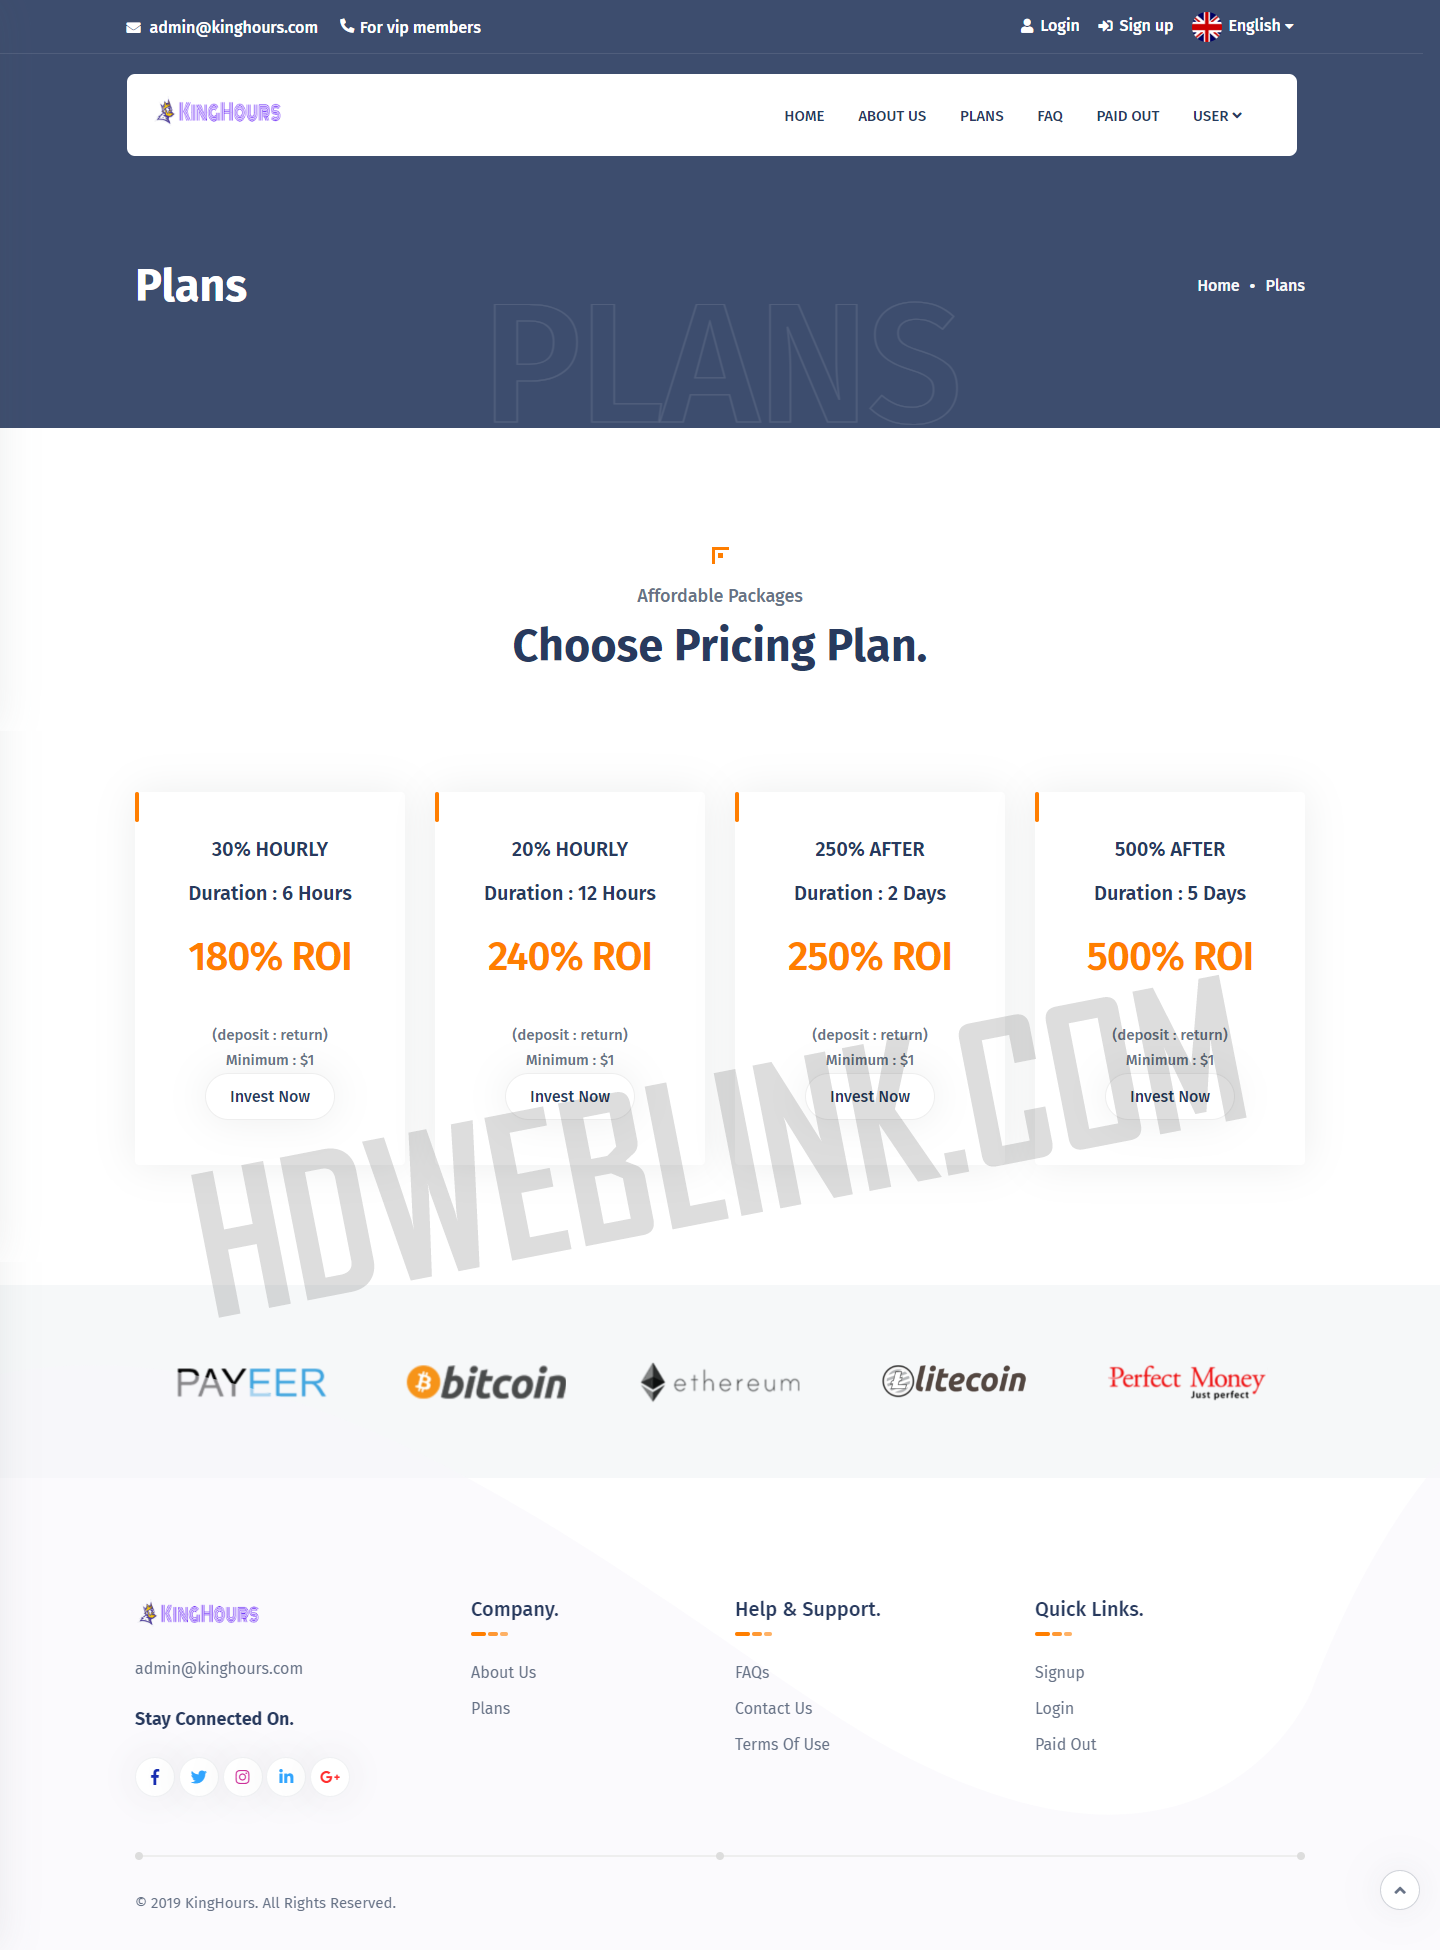 admin@kinghours.com For vip members
Login Sign up English
KINGHOURS
HOME ABOUT US PLANS FAQ PAID OUT USER
Plans
Home • Plans
PLANS
Affordable Packages
Choose Pricing Plan.
30% HOURLY
Duration : 6 Hours
180% ROI
(deposit : return)
Minimum : $1
Invest Now
20% HOURLY
Duration : 12 Hours
240% ROI
(deposit : return)
Minimum : $1
Invest Now
250% AFTER
Duration : 2 Days
250% ROI
(deposit : return)
Minimum : $1
Invest Now
500% AFTER
Duration : 5 Days
500% ROI
(deposit : return)
Minimum : $1
Invest Now
HDWEBLINK.COM
PAYEER
bitcoin
ethereum
litecoin
Perfect Money
Just perfect
KINGHOURS
admin@kinghours.com
Stay Connected On.
Company.
About Us
Plans
Help & Support.
FAQs
Contact Us
Terms Of Use
Quick Links.
Signup
Login
Paid Out
© 2019 KingHours. All Rights Reserved.